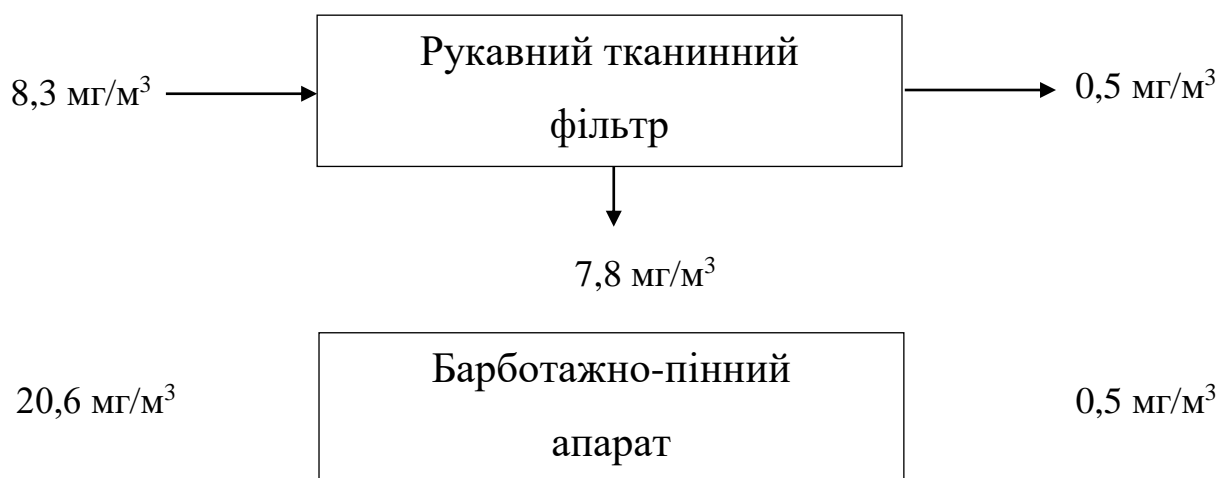 Рукавний тканинний
8,3 мг/м³
0,5 мг/м³
фільтр
7,8 мг/м³
Барботажно-пінний
20,6 мг/м³
0,5 мг/м³
апарат